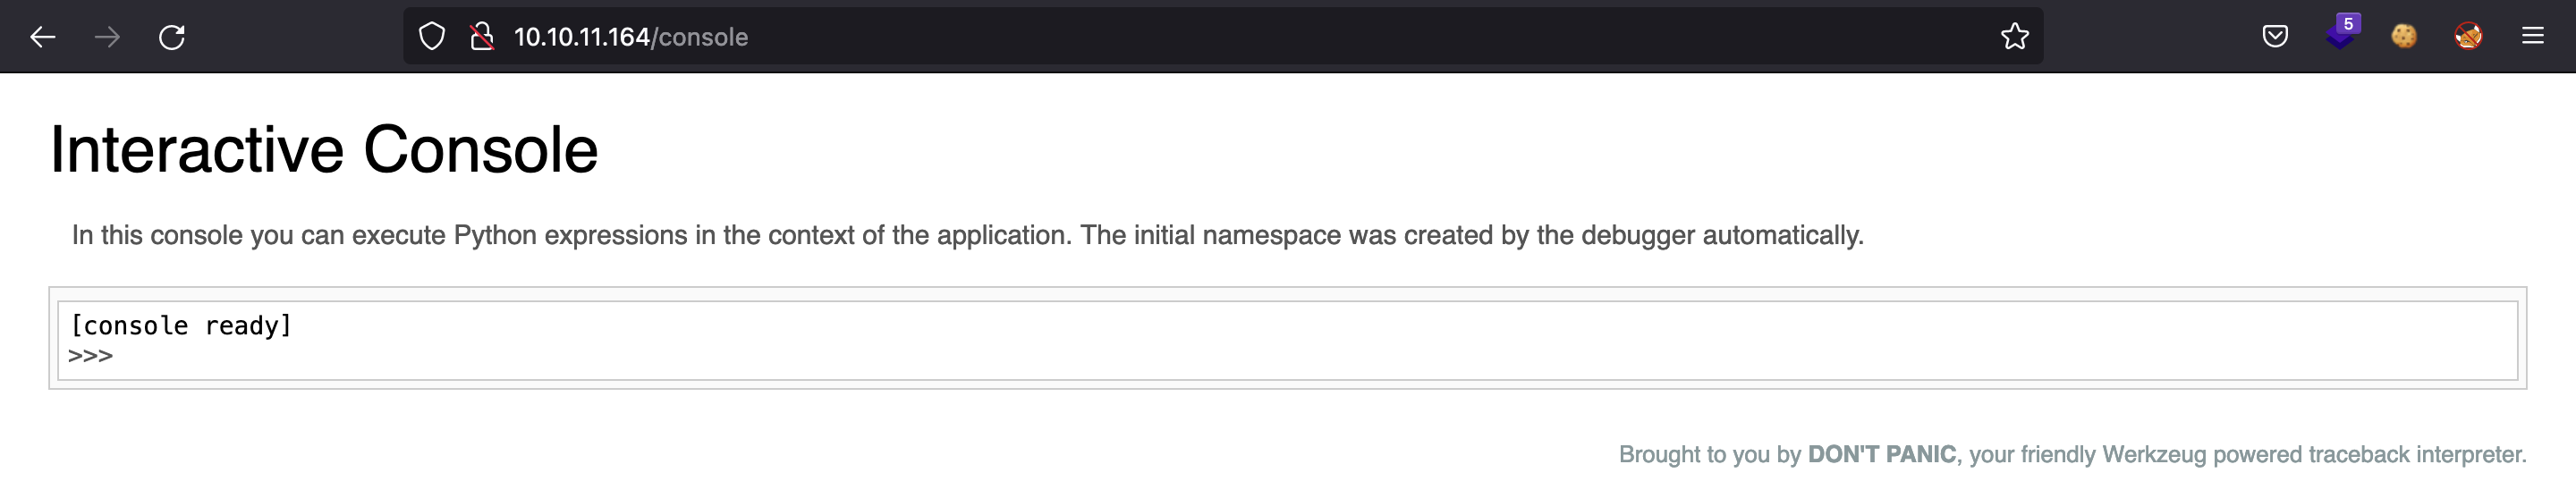 10.10.11.164/console
5
Interactive Console
In this console you can execute Python expressions in the context of the application. The initial namespace was created by the debugger automatically.
[console ready]
>>>
Brought to you by DON'T PANIC, your friendly Werkzeug powered traceback interpreter.